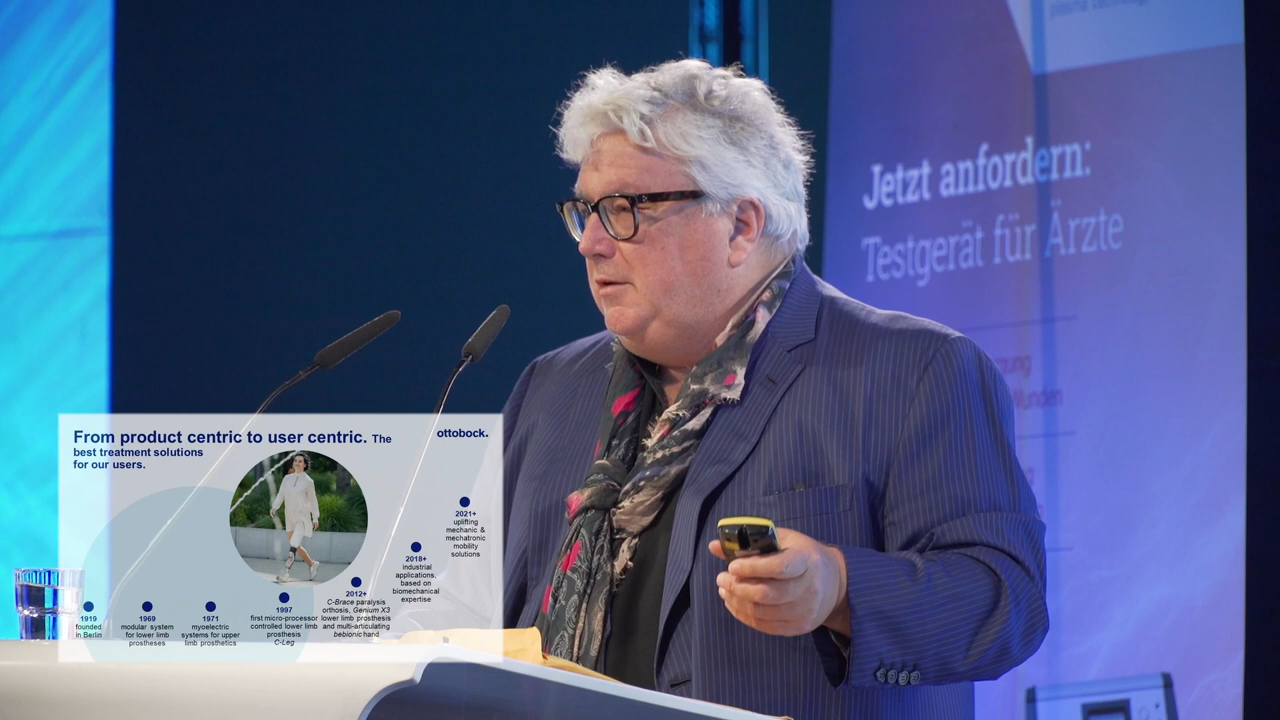 Jetzt anfordern:
Testgerät für Ärzte
Wunden
From product centric to user centric. The
best treatment solutions
for our users.
ottobock.
1919
founded
in Berlin
1969
modular system
for lower limb
prostheses
1971
myoelectric
systems for upper
limb prosthetics
1997
first micro-processor
controlled lower limb
prosthesis
C-Leg
2012+
C-Brace paralysis
orthosis, Genium X3
lower limb prosthesis
and multi-articulating
bebionic hand
2018+
industrial
applications,
based on
biomechanical
expertise
2021+
uplifting
mechanic &
mechatronic
mobility
solutions